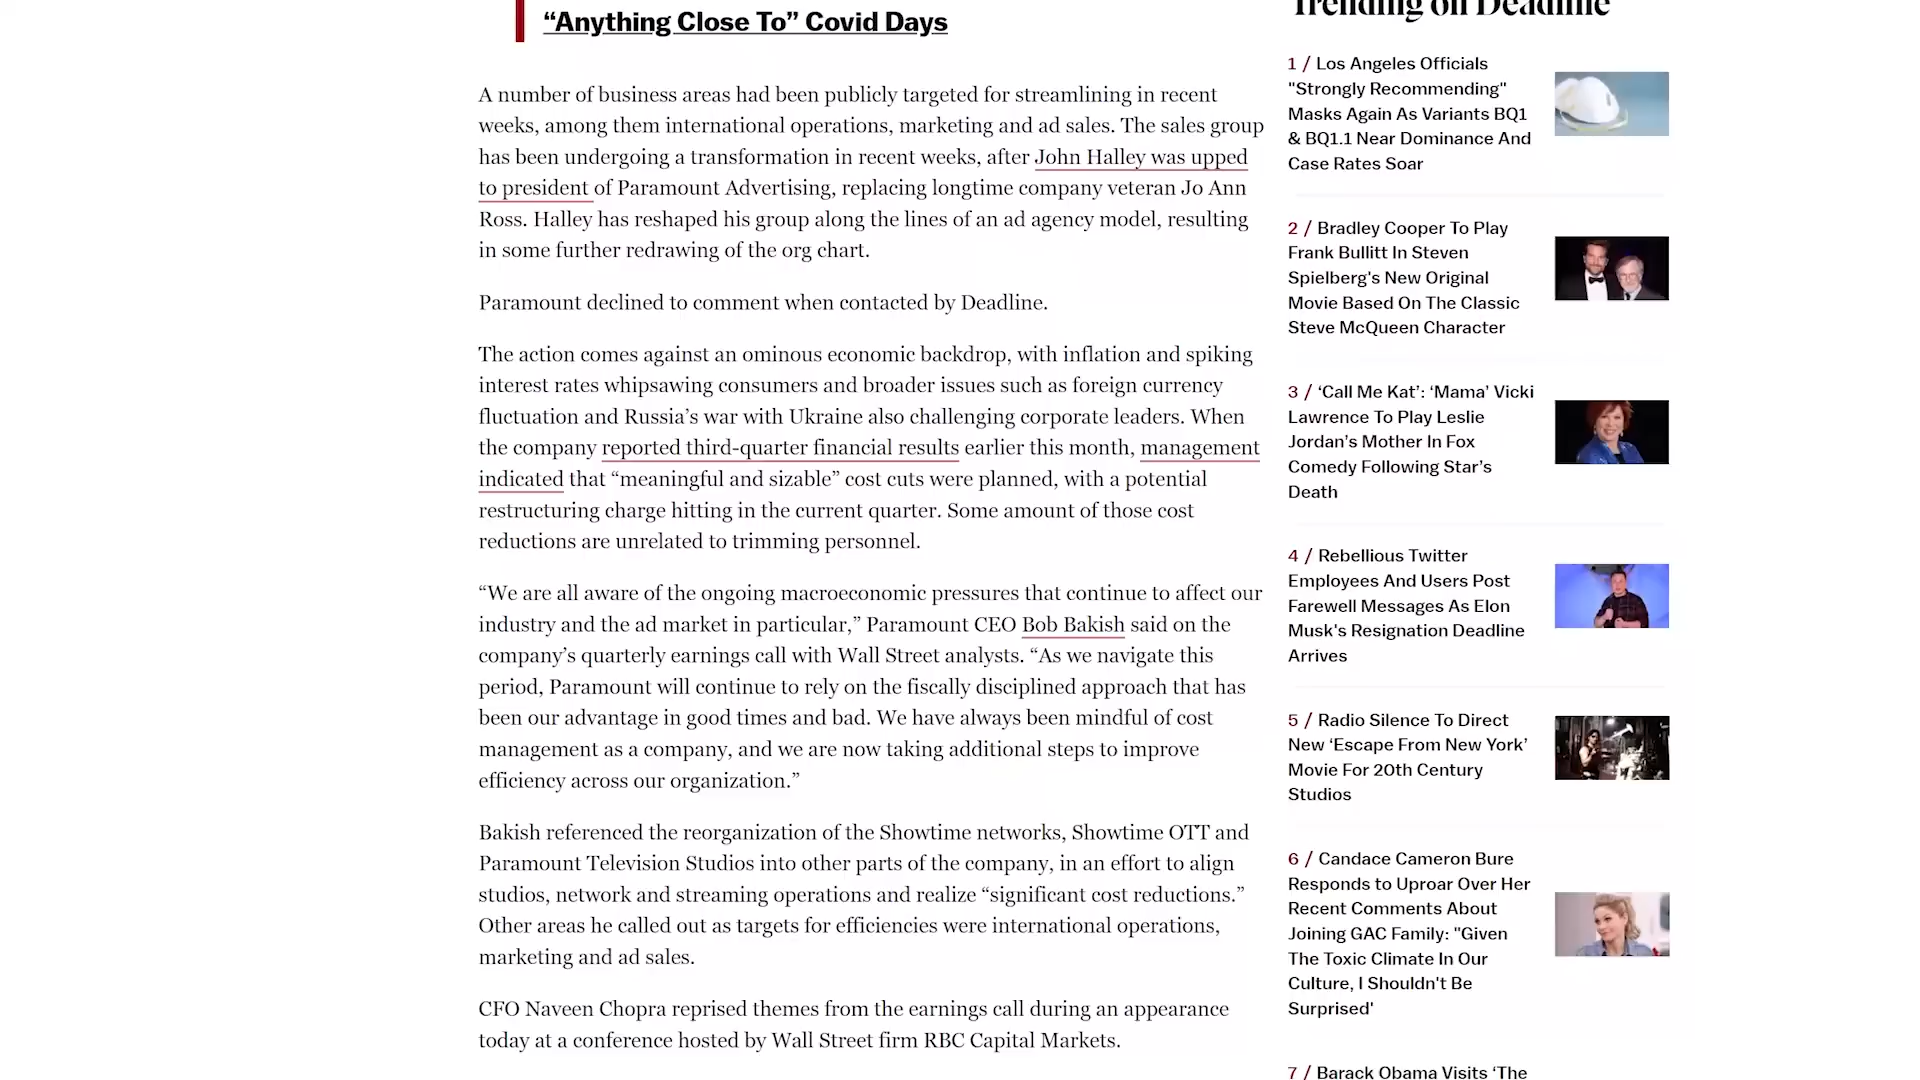 “Anything Close To” Covid Days
A number of business areas had been publicly targeted for streamlining in recent
weeks, among them international operations, marketing and ad sales. The sales group
has been undergoing a transformation in recent weeks, after John Halley was upped
to president of Paramount Advertising, replacing longtime company veteran Jo Ann
Ross. Halley has reshaped his group along the lines of an ad agency model, resulting
in some further redrawing of the org chart.
Paramount declined to comment when contacted by Deadline.
The action comes against an ominous economic backdrop, with inflation and spiking
interest rates whipsawing consumers and broader issues such as foreign currency
fluctuation and Russia’s war with Ukraine also challenging corporate leaders. When
the company reported third-quarter financial results earlier this month, management
indicated that “meaningful and sizable” cost cuts were planned, with a potential
restructuring charge hitting in the current quarter. Some amount of those cost
reductions are unrelated to trimming personnel.
“We are all aware of the ongoing macroeconomic pressures that continue to affect our
industry and the ad market in particular,” Paramount CEO Bob Bakish said on the
company’s quarterly earnings call with Wall Street analysts. “As we navigate this
period, Paramount will continue to rely on the fiscally disciplined approach that has
been our advantage in good times and bad. We have always been mindful of cost
management as a company, and we are now taking additional steps to improve
efficiency across our organization.”
Bakish referenced the reorganization of the Showtime networks, Showtime OTT and
Paramount Television Studios into other parts of the company, in an effort to align
studios, network and streaming operations and realize “significant cost reductions.”
Other areas he called out as targets for efficiencies were international operations,
marketing and ad sales.
CFO Naveen Chopra reprised themes from the earnings call during an appearance
today at a conference hosted by Wall Street firm RBC Capital Markets.
Trending on Deadline
1 / Los Angeles Officials
"Strongly Recommending"
Masks Again As Variants BQ1
& BQ1.1 Near Dominance And
Case Rates Soar
2 / Bradley Cooper To Play
Frank Bullitt In Steven
Spielberg's New Original
Movie Based On The Classic
Steve McQueen Character
3 / ‘Call Me Kat’: ‘Mama’ Vicki
Lawrence To Play Leslie
Jordan’s Mother In Fox
Comedy Following Star’s
Death
4 / Rebellious Twitter
Employees And Users Post
Farewell Messages As Elon
Musk's Resignation Deadline
Arrives
5 / Radio Silence To Direct
New ‘Escape From New York’
Movie For 20th Century
Studios
6 / Candace Cameron Bure
Responds to Uproar Over Her
Recent Comments About
Joining GAC Family: "Given
The Toxic Climate In Our
Culture, I Shouldn't Be
Surprised'
7 / Barack Obama Visits ‘The